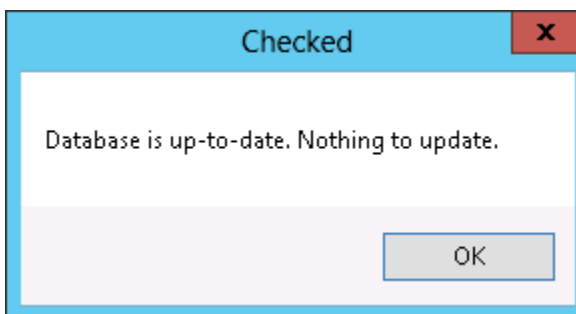 Checked
x
Database is up-to-date. Nothing to update.
OK